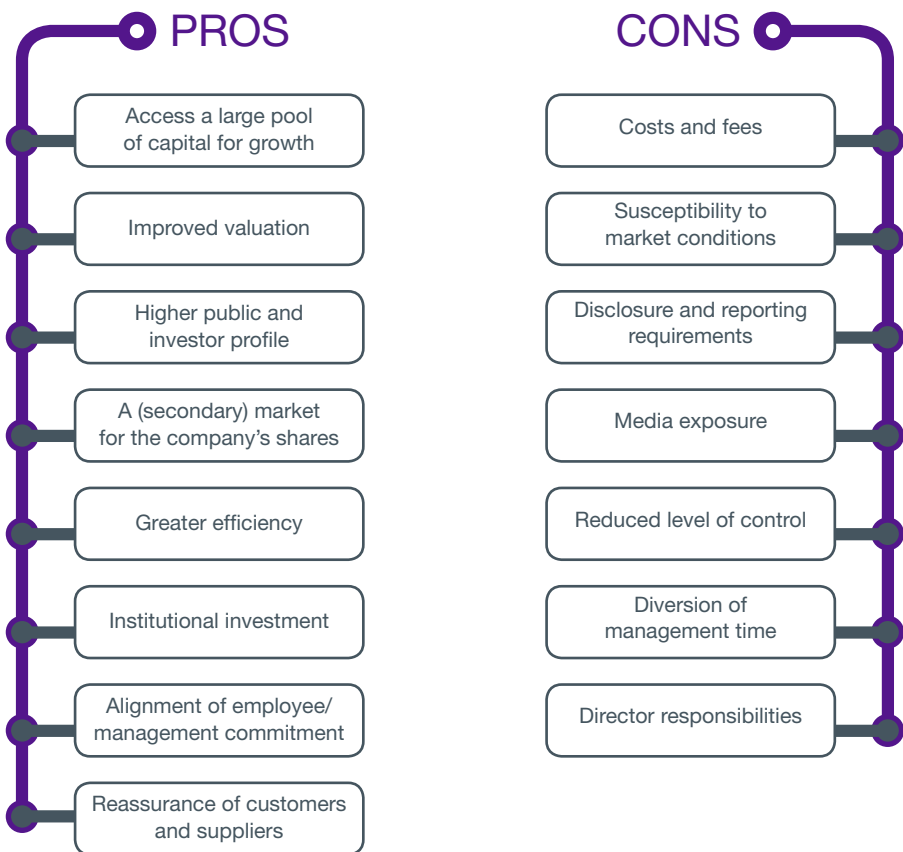 PROS
Access a large pool
of capital for growth
Improved valuation
Higher public and
investor profile
A (secondary) market
for the company’s shares
Greater efficiency
Institutional investment
Alignment of employee/
management commitment
Reassurance of customers
and suppliers
CONS
Costs and fees
Susceptibility to
market conditions
Disclosure and reporting
requirements
Media exposure
Reduced level of control
Diversion of
management time
Director responsibilities